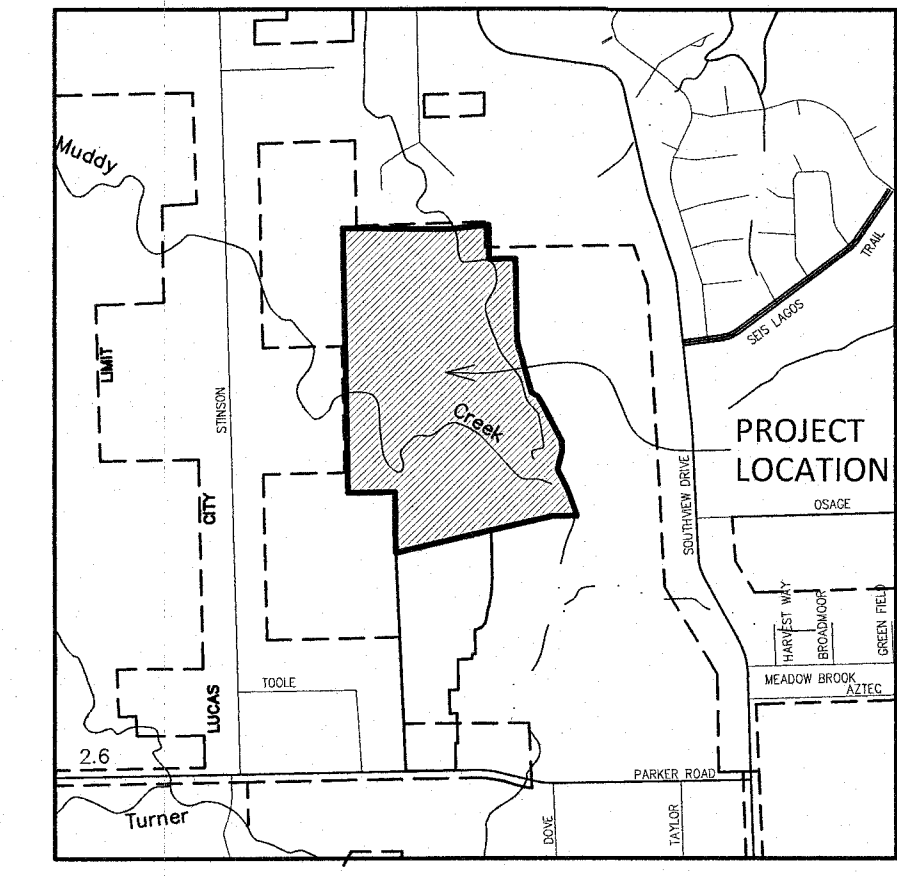 Muddy
TRAIL
SEIS LAGOS
LIMIT
STINSON
Creek
PROJECT
LOCATION
SOUTHVIEW DRIVE
OSAGE
CITY
HARVEST WAY
BROADMOOR
GREEN FIELD
MEADOW BROOK
AZTEC
TOOLE
LUCAS
2.6
PARKER ROAD
Turner
DOVE
TAYLOR